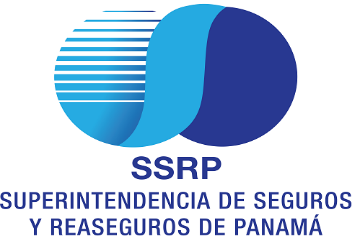 SSRP
SUPERINTENDENCIA DE SEGUROS
Y REASEGUROS DE PANAMÁ